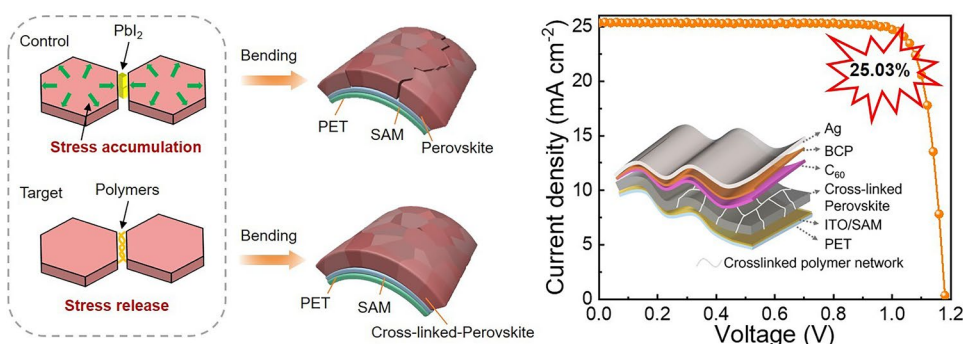 Control
PbI₂
Stress accumulation
Target
Polymers
Stress release
Bending
PET
SAM
Perovskite
Bending
PET
SAM
Cross-linked-Perovskite
Current density (mA cm⁻²)
25
20
15
10
5
0
0.0 0.2 0.4 0.6 0.8 1.0 1.2
Voltage (V)
25.03%
Ag
BCP
C₆₀
Cross-linked
Perovskite
ITO/SAM
PET
Crosslinked polymer network